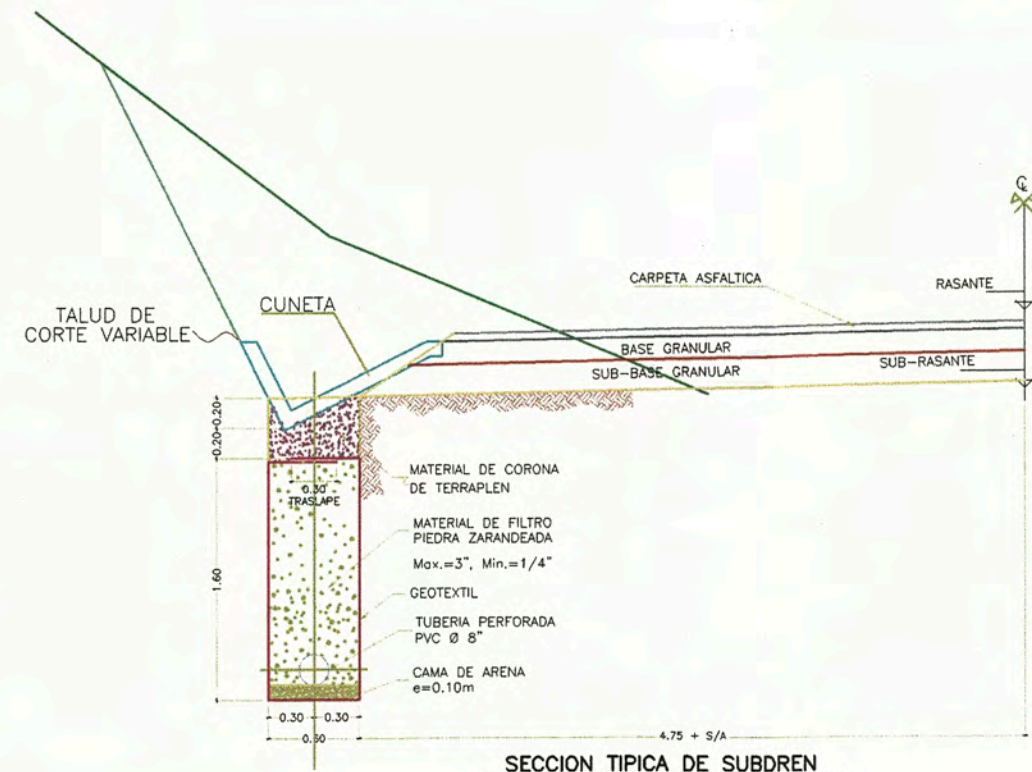 ℄
CARPETA ASFALTICA
RASANTE
TALUD DE
CORTE VARIABLE
CUNETA
BASE GRANULAR
SUB-RASANTE
SUB-BASE GRANULAR
0.20
0.20
MATERIAL DE CORONA
DE TERRAPLEN
0.30
TRASLAPE
MATERIAL DE FILTRO
PIEDRA ZARANDEADA
Max.=3", Min.=1/4"
1.60
GEOTEXTIL
TUBERIA PERFORADA
PVC Ø 8"
CAMA DE ARENA
e=0.10m
0.30 0.30
0.60
4.75 + S/A
SECCION TIPICA DE SUBDREN